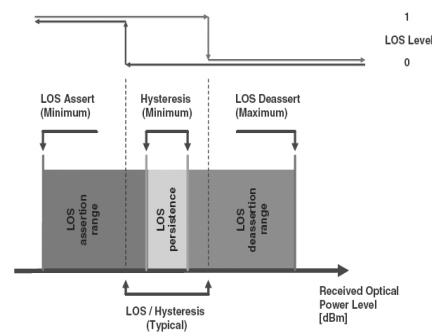 1
LOS Level
0
LOS Assert
(Minimum)
Hysteresis
(Minimum)
LOS Deassert
(Maximum)
LOS
assertion
range
LOS
persistence
LOS
deassertion
range
Received Optical
Power Level
[dBm]
LOS / Hysteresis
(Typical)